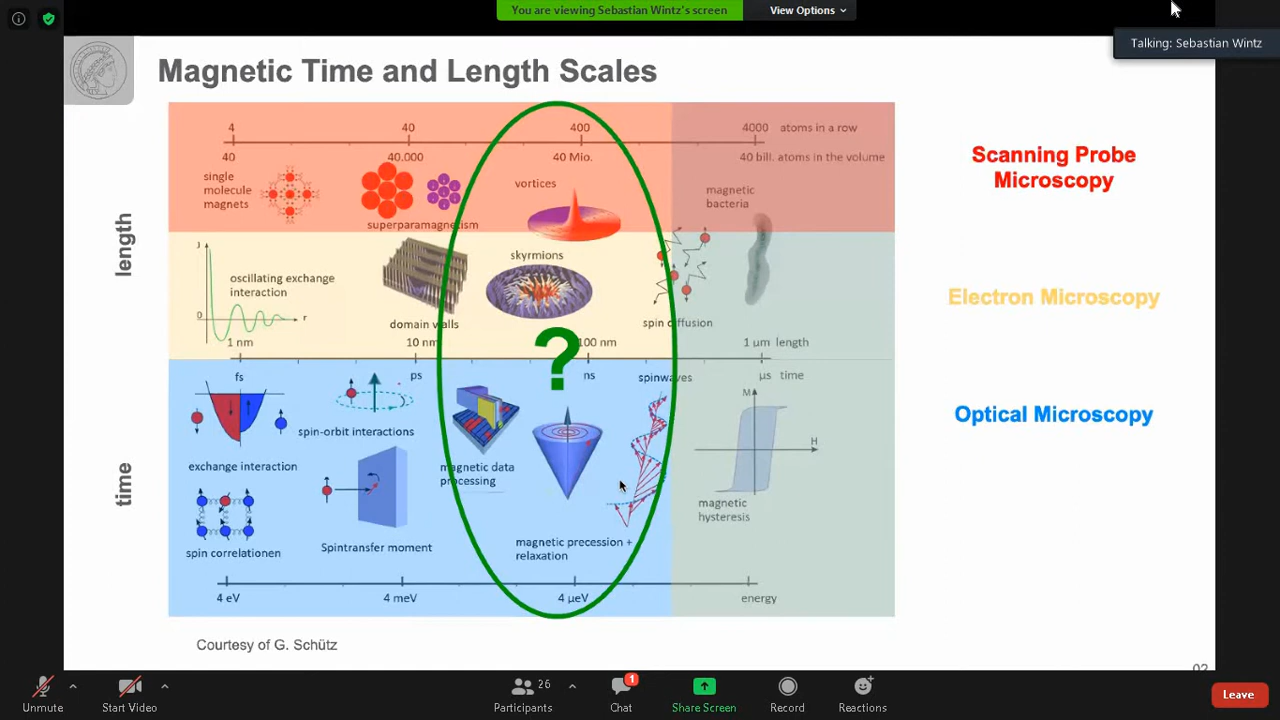 You are viewing Sebastian Wintz's screen
View Options
Talking: Sebastian Wintz
Magnetic Time and Length Scales
4 40 400 4000 atoms in a row
40 40.000 40 Mio. 40 bill. atoms in the volume
single
molecule
magnets
superparamagnetism
vortices
magnetic
bacteria
Scanning Probe
Microscopy
length
J
0
r
oscillating exchange
interaction
domain walls
skyrmions
spin diffusion
Electron Microscopy
1 nm 10 nm 100 nm 1 µm length
?
fs ps ns µs time
spinwaves
exchange interaction
spin-orbit interactions
magnetic data
processing
M
H
magnetic
hysteresis
Optical Microscopy
time
spin correlationen
Spintransfer moment
magnetic precession +
relaxation
4 eV 4 meV 4 µeV energy
Courtesy of G. Schütz
Unmute
Start Video
26
Participants
1
Chat
Share Screen
Record
Reactions
Leave